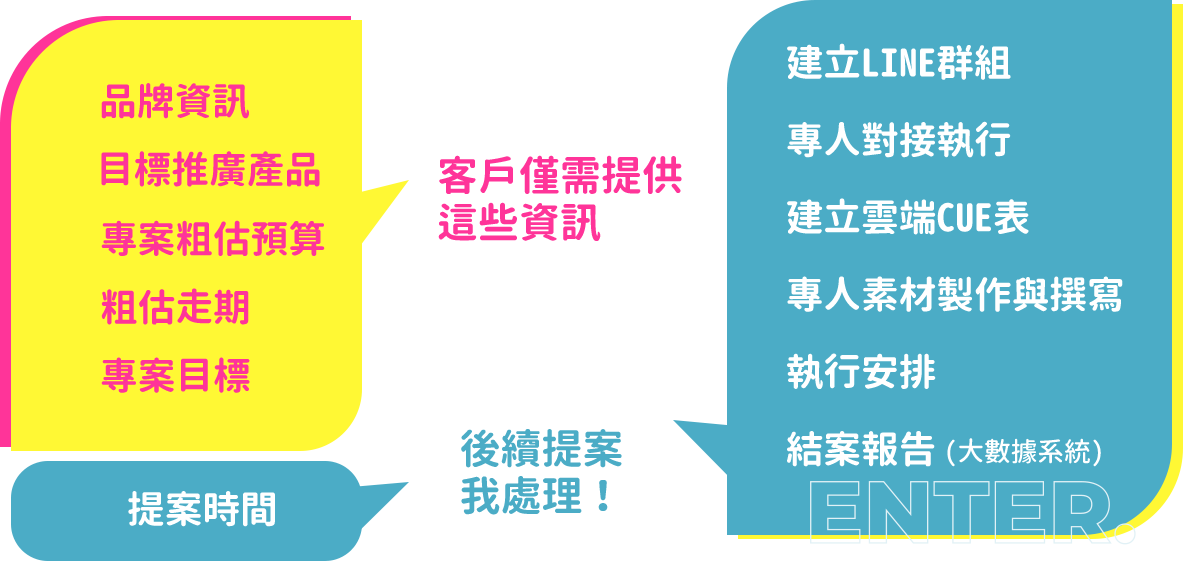 品牌資訊
目標推廣產品
專案粗估預算
粗估走期
專案目標
提案時間
客戶僅需提供
這些資訊
後續提案
我處理！
建立LINE群組
專人對接執行
建立雲端CUE表
專人素材製作與撰寫
執行安排
結案報告 (大數據系統)
ENTER